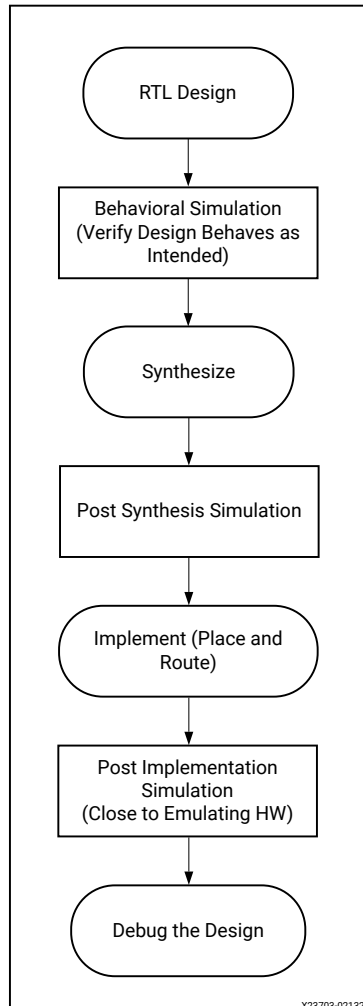 RTL Design
Behavioral Simulation
(Verify Design Behaves as
Intended)
Synthesize
Post Synthesis Simulation
Implement (Place and
Route)
Post Implementation
Simulation
(Close to Emulating HW)
Debug the Design